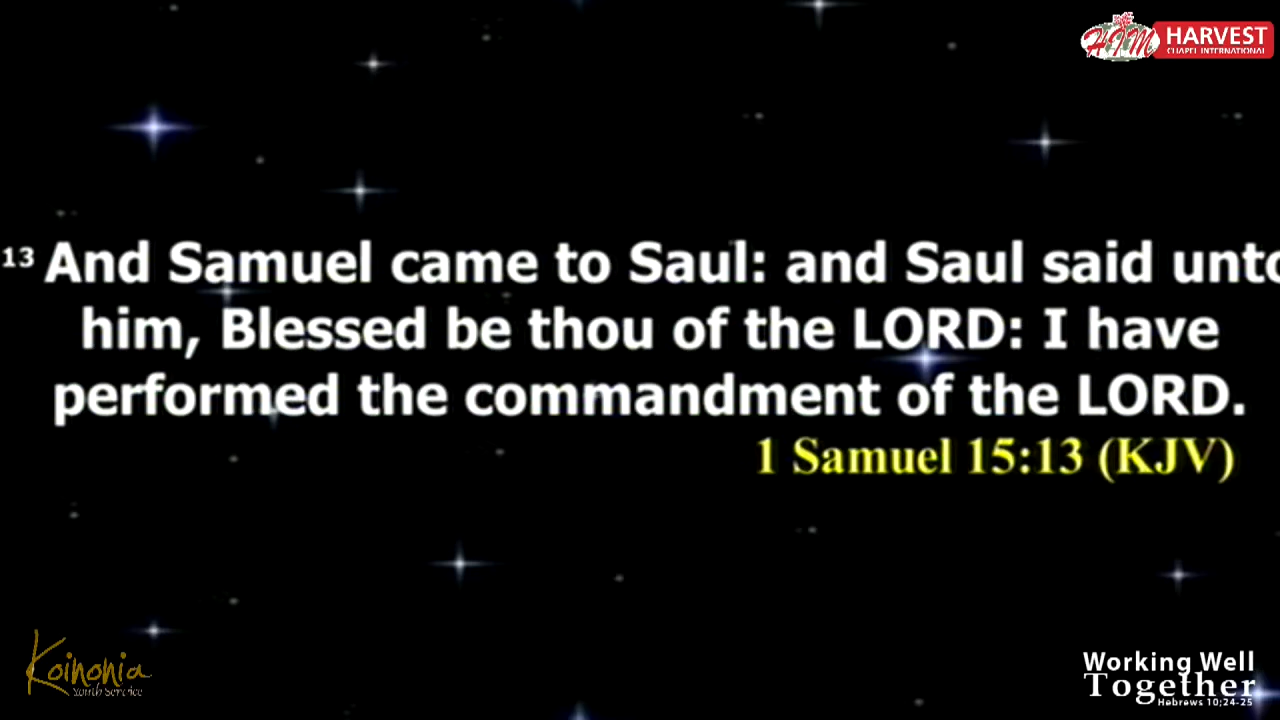 HIM HARVEST
CHAPEL INTERNATIONAL
13 And Samuel came to Saul: and Saul said unto
him, Blessed be thou of the LORD: I have
performed the commandment of the LORD.
1 Samuel 15:13 (KJV)
Koinonia
Youth Service
Working Well
Together
Hebrews 10;24-25